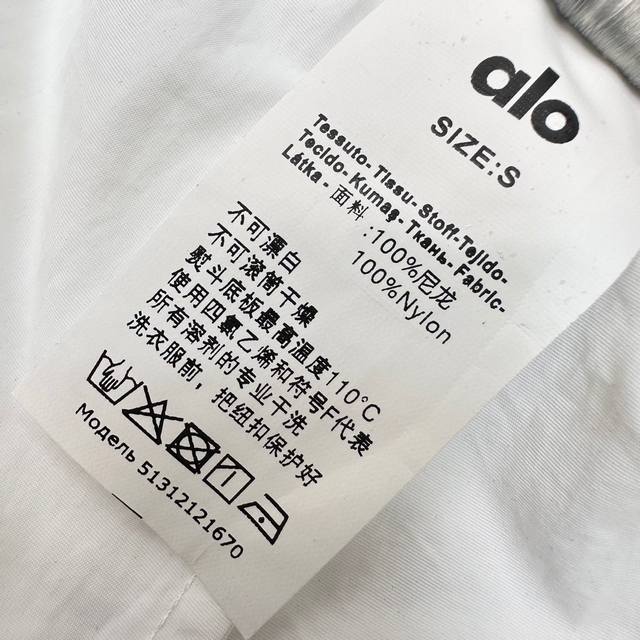 alo
SIZE:S
Tessuto-Tlasu-Stoff-Tejido-
Tecido-Kumaş-Ткань-Fabric-
Látka-面料:100%尼龙
100%Nylon
不可漂白
不可滚筒干燥
熨斗底板最高温度110°C
使用四氯乙烯和符号F代表
所有溶剂的专业干洗
洗衣服前，把纽扣保护好
Модель 51312121670